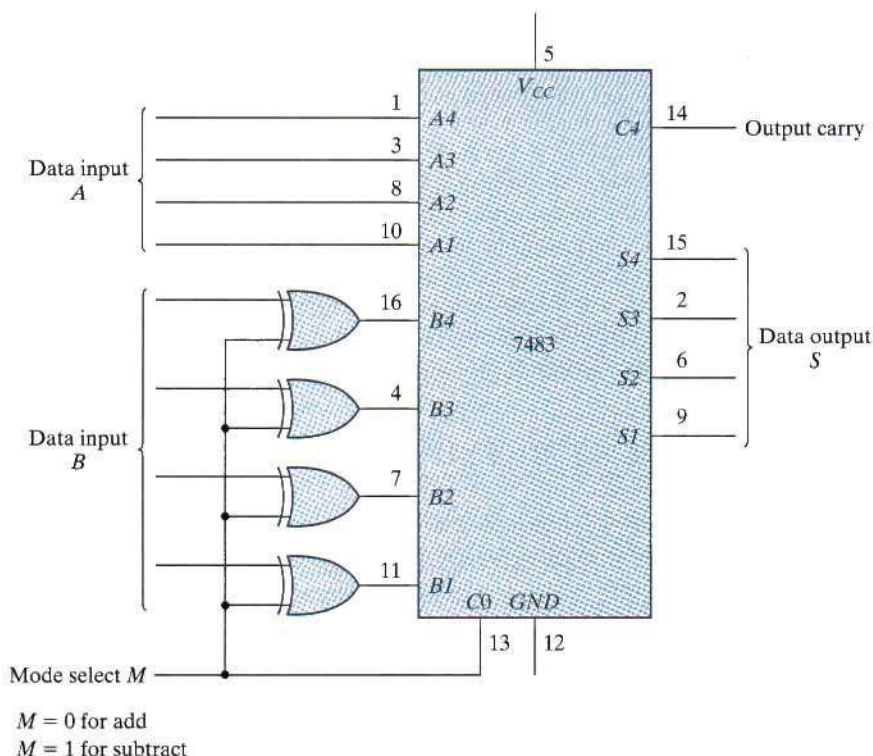 5
V_CC
1
A4
14
C4
Output carry
3
A3
Data input
A
8
A2
10
A1
15
S4
16
B4
2
S3
7483
Data output
S
6
S2
4
B3
9
S1
Data input
B
7
B2
11
B1
C0 GND
13
12
Mode select M
M = 0 for add
M = 1 for subtract